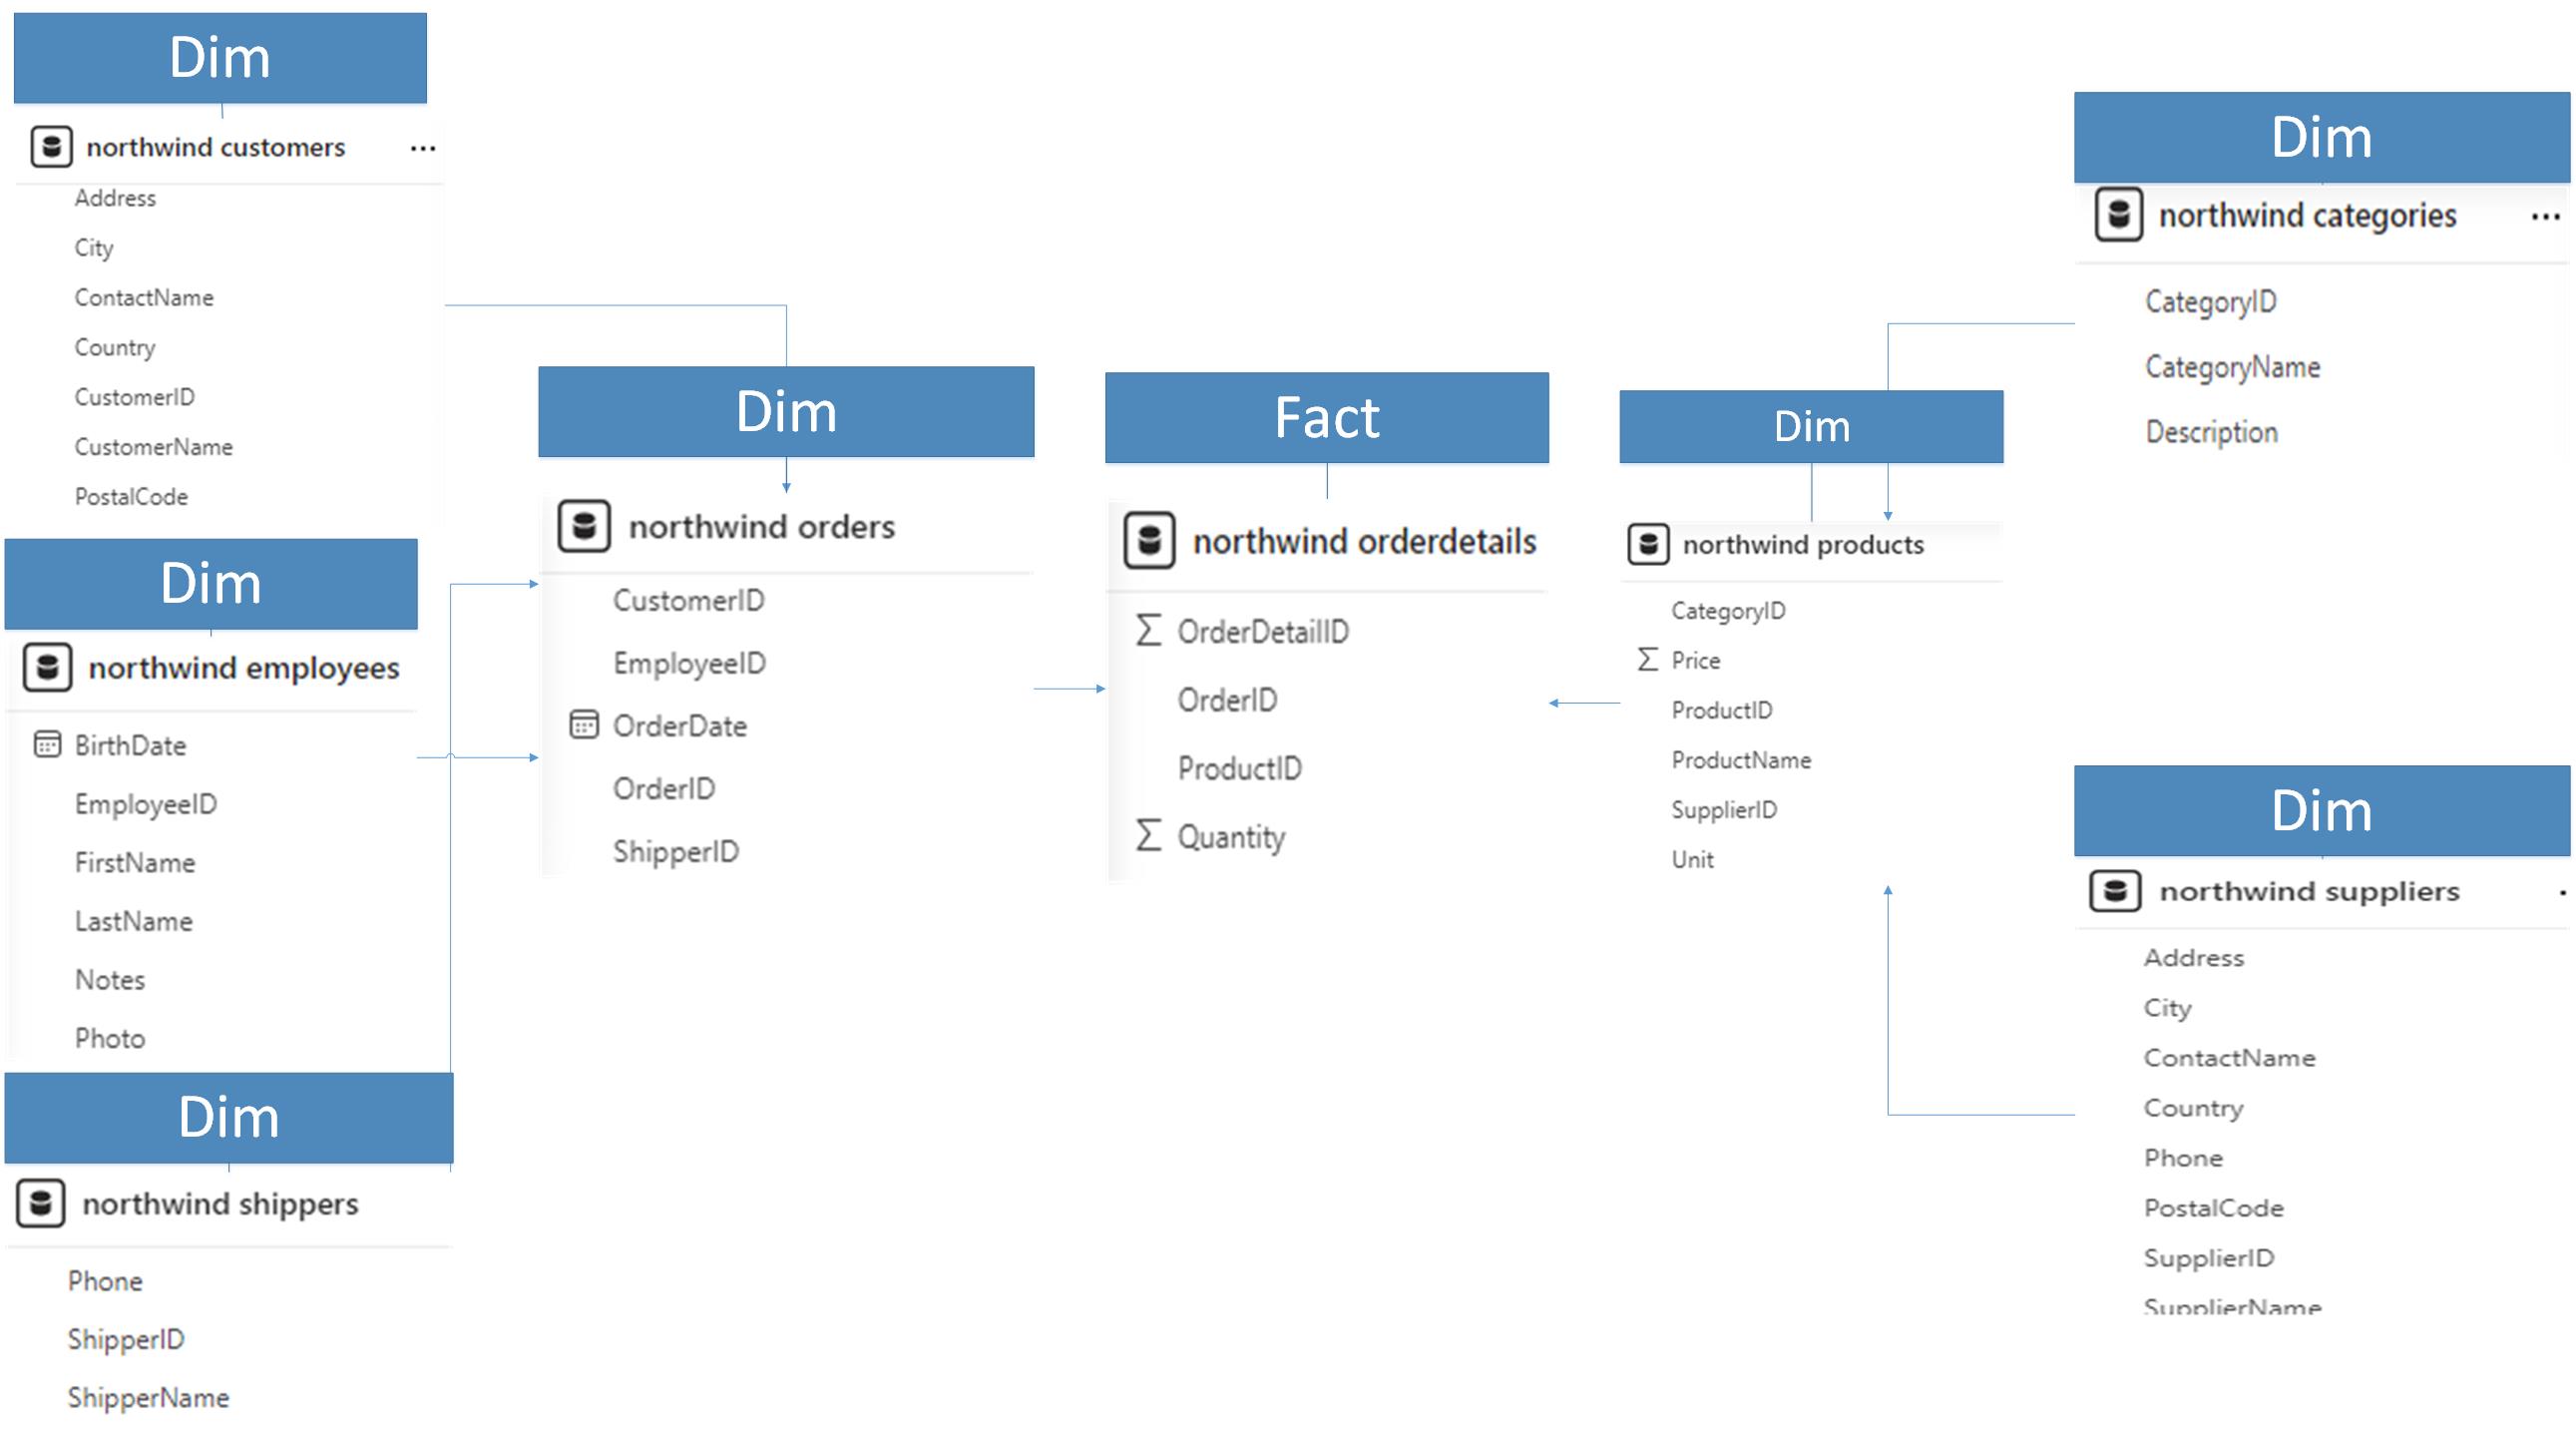 Dim
northwind customers
Address
City
ContactName
Country
CustomerID
CustomerName
PostalCode
Dim
northwind employees
BirthDate
EmployeeID
FirstName
LastName
Notes
Photo
Dim
northwind shippers
Phone
ShipperID
ShipperName
Dim
northwind orders
CustomerID
EmployeeID
OrderDate
OrderID
ShipperID
Fact
northwind orderdetails
Σ OrderDetailID
OrderID
ProductID
Σ Quantity
Dim
northwind products
CategoryID
Σ Price
ProductID
ProductName
SupplierID
Unit
Dim
northwind categories
CategoryID
CategoryName
Description
Dim
northwind suppliers
Address
City
ContactName
Country
Phone
PostalCode
SupplierID
SupplierName